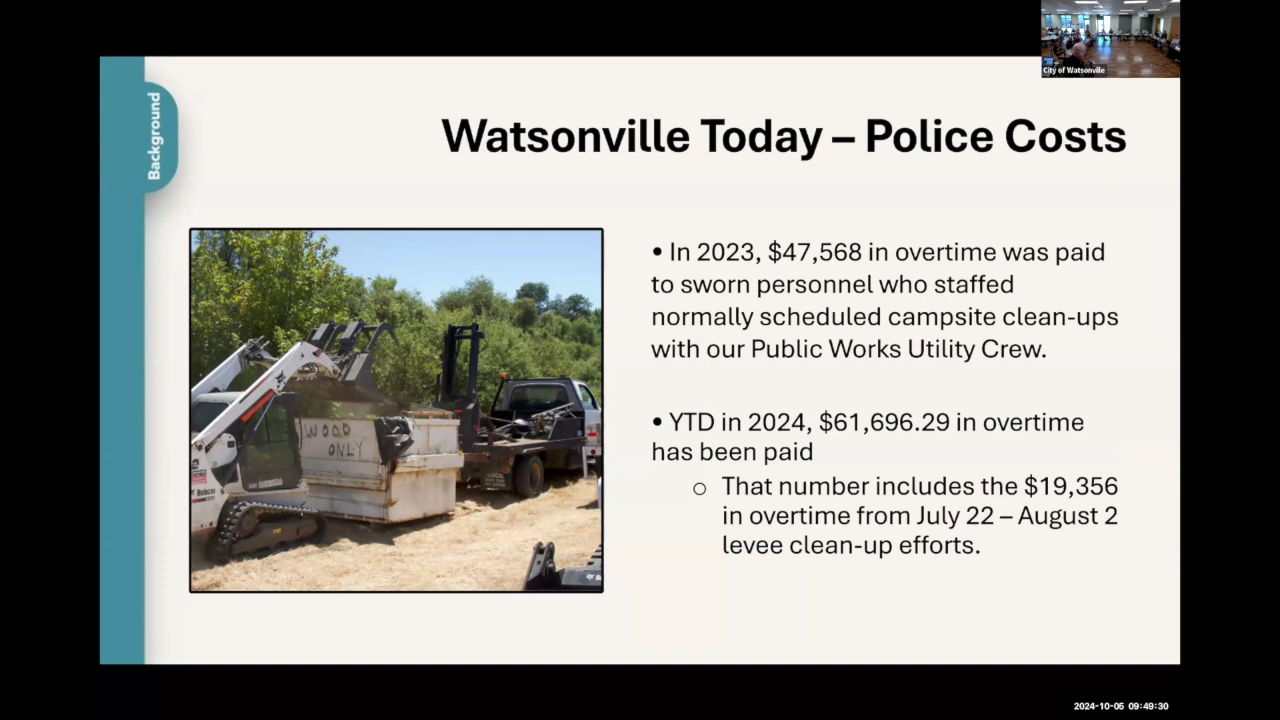 City of Watsonville
Background
Watsonville Today – Police Costs
• In 2023, $47,568 in overtime was paid
to sworn personnel who staffed
normally scheduled campsite clean-ups
with our Public Works Utility Crew.
• YTD in 2024, $61,696.29 in overtime
has been paid
o That number includes the $19,356
in overtime from July 22 – August 2
levee clean-up efforts.
WOOD
ONLY
Bobcat
2024-10-05 09:49:30